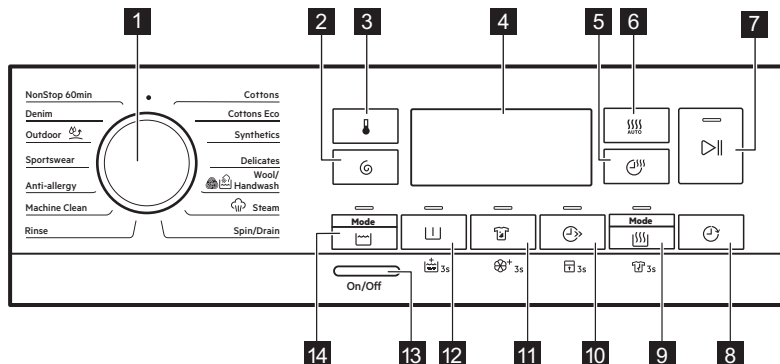 1
2
3
4
5
6
7
NonStop 60min
Cottons
Denim
Cottons Eco
Outdoor
Synthetics
Sportswear
Delicates
Anti-allergy
Wool/
Handwash
Machine Clean
Steam
Rinse
Spin/Drain
AUTO
Mode
Mode
3s
3s
3s
3s
On/Off
14
13
12
11
10
9
8